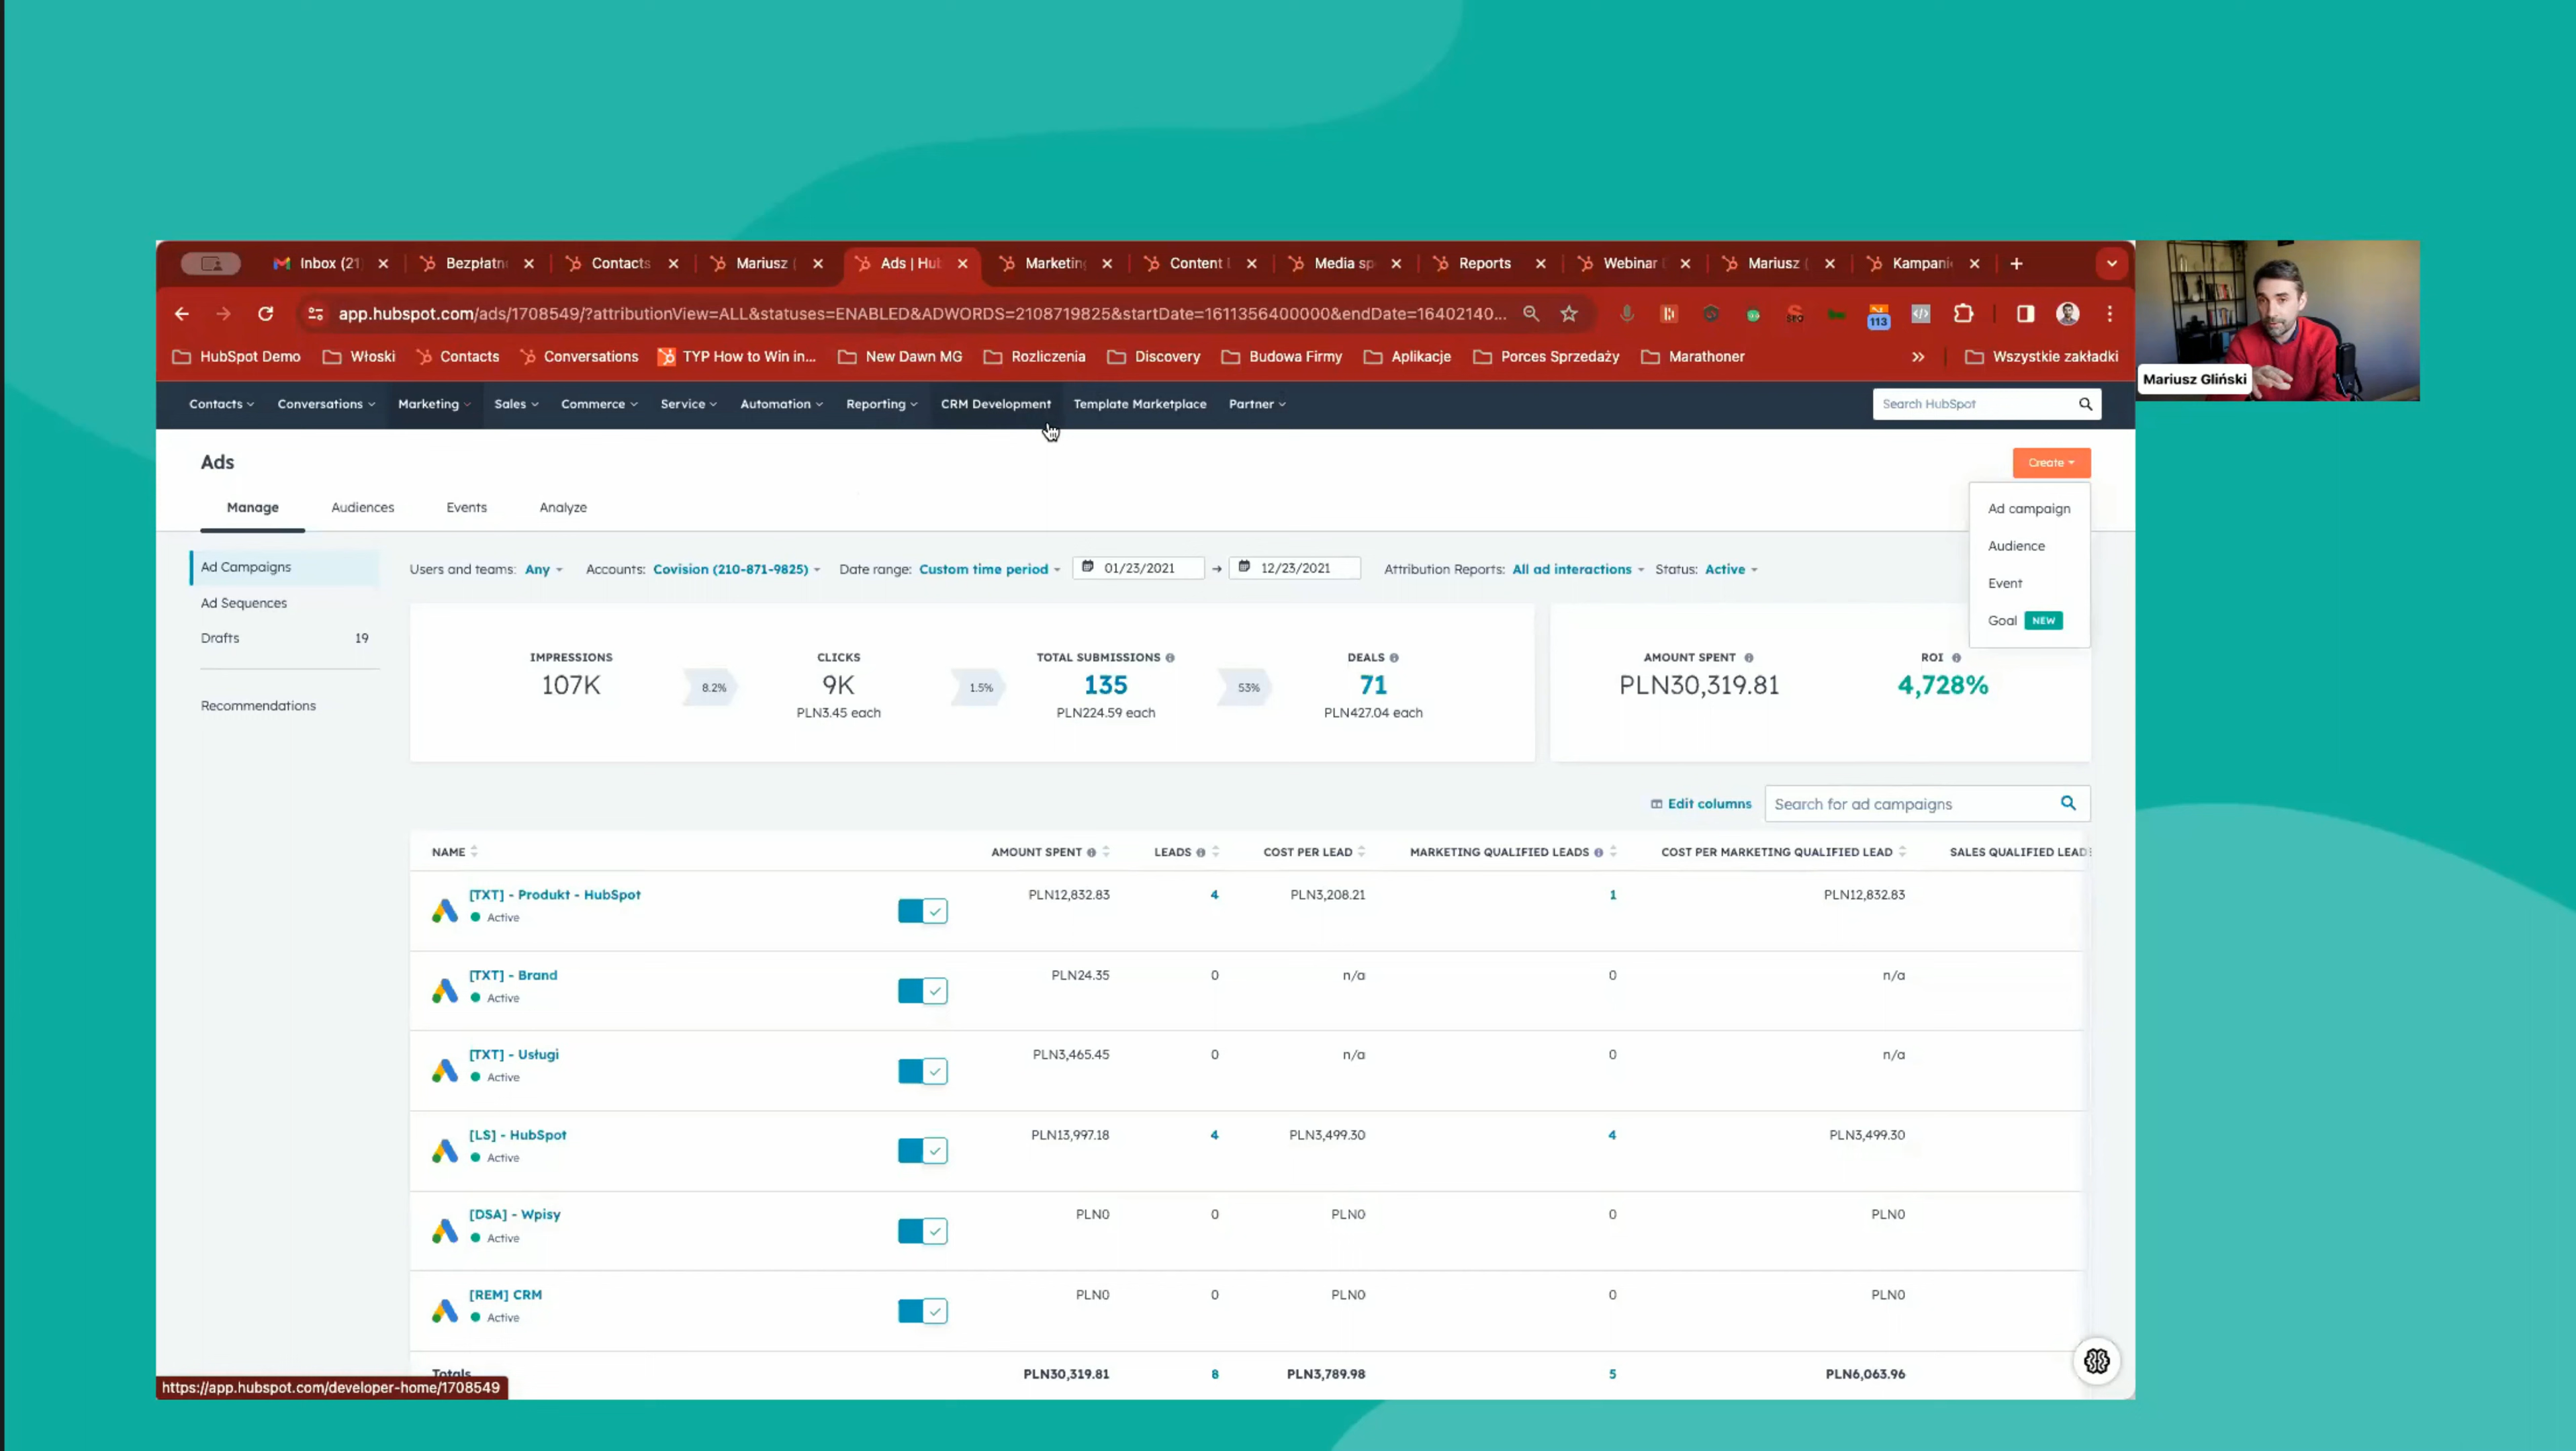 Inbox (21 Bezpłatn Contacts Mariusz ( Ads | Hub Marketing Content Media sp Reports Webinar Mariusz ( Kampani
app.hubspot.com/ads/1708549/?attributionView=ALL&statuses=ENABLED&ADWORDS=2108719825&startDate=1611356400000&endDate=16402140...
113
HubSpot Demo Włoski Contacts Conversations TYP How to Win in... New Dawn MG Rozliczenia Discovery Budowa Firmy Aplikacje Porces Sprzedaży Marathoner » Wszystkie zakładki
Mariusz Gliński
Contacts Conversations Marketing Sales Commerce Service Automation Reporting CRM Development Template Marketplace Partner Search HubSpot
Ads
Create
Manage Audiences Events Analyze
Ad campaign
Audience
Event
Goal NEW
Ad Campaigns
Ad Sequences
Drafts 19
Recommendations
Users and teams: Any Accounts: Covision (210-871-9825) Date range: Custom time period 01/23/2021 → 12/23/2021 Attribution Reports: All ad interactions Status: Active
IMPRESSIONS CLICKS TOTAL SUBMISSIONS DEALS AMOUNT SPENT ROI
107K 8.2% 9K 1.5% 135 53% 71 PLN30,319.81 4,728%
PLN3.45 each PLN224.59 each PLN427.04 each
Edit columns Search for ad campaigns
NAME AMOUNT SPENT LEADS COST PER LEAD MARKETING QUALIFIED LEADS COST PER MARKETING QUALIFIED LEAD SALES QUALIFIED LEADS
[TXT] - Produkt - HubSpot PLN12,832.83 4 PLN3,208.21 1 PLN12,832.83
Active
[TXT] - Brand PLN24.35 0 n/a 0 n/a
Active
[TXT] - Usługi PLN3,465.45 0 n/a 0 n/a
Active
[LS] - HubSpot PLN13,997.18 4 PLN3,499.30 4 PLN3,499.30
Active
[DSA] - Wpisy PLN0 0 PLN0 0 PLN0
Active
[REM] CRM PLN0 0 PLN0 0 PLN0
Active
Totals PLN30,319.81 8 PLN3,789.98 5 PLN6,063.96
https://app.hubspot.com/developer-home/1708549